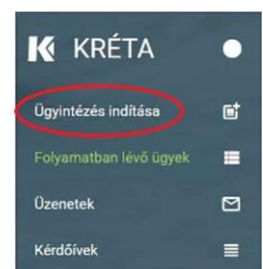 KRÉTA
Ügyintézés indítása
Folyamatban lévő ügyek
Üzenetek
Kérdőívek